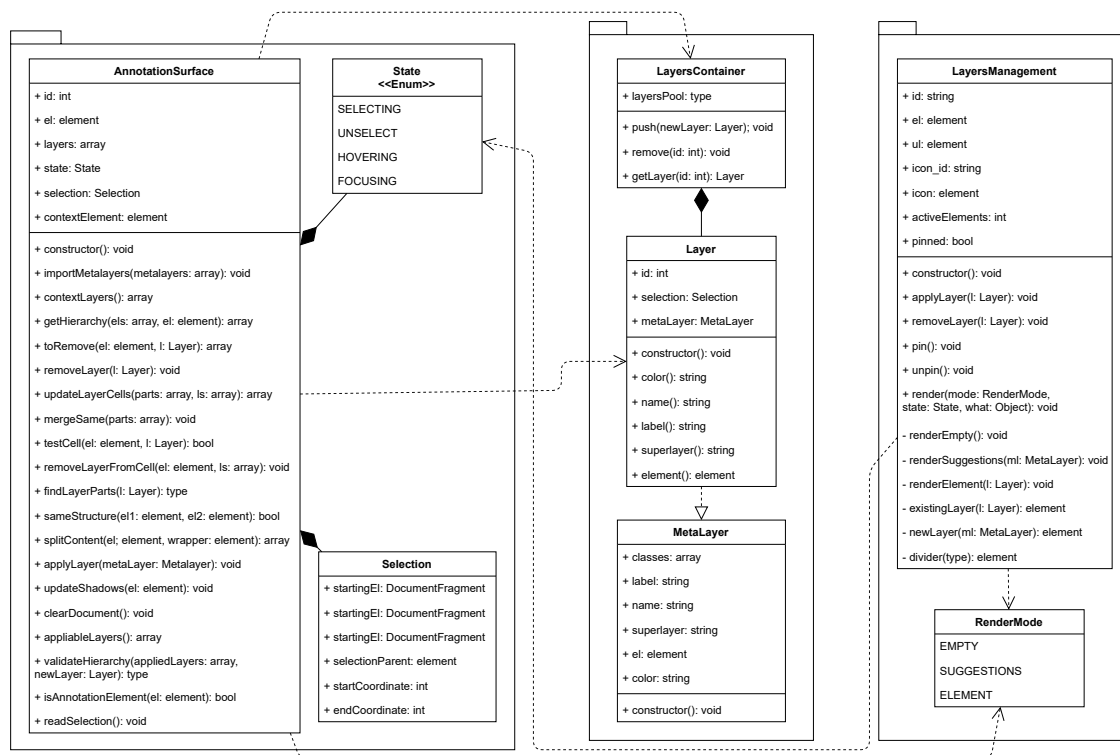 AnnotationSurface
+ id: int
+ el: element
+ layers: array
+ state: State
+ selection: Selection
+ contextElement: element
+ constructor(): void
+ importMetalayers(metalayers: array): void
+ contextLayers(): array
+ getHierarchy(els: array, el: element): array
+ toRemove(el: element, l: Layer): array
+ removeLayer(l: Layer): void
+ updateLayerCells(parts: array, ls: array): array
+ mergeSame(parts: array): void
+ testCell(el: element, l: Layer): bool
+ removeLayerFromCell(el: element, ls: array): void
+ findLayerParts(l: Layer): type
+ sameStructure(el1: element, el2: element): bool
+ splitContent(el; element, wrapper: element): array
+ applyLayer(metaLayer: Metalayer): void
+ updateShadows(el: element): void
+ clearDocument(): void
+ appliableLayers(): array
+ validateHierarchy(appliedLayers: array,
newLayer: Layer): type
+ isAnnotationElement(el: element): bool
+ readSelection(): void
State
<<Enum>>
SELECTING
UNSELECT
HOVERING
FOCUSING
Selection
+ startingEl: DocumentFragment
+ startingEl: DocumentFragment
+ startingEl: DocumentFragment
+ selectionParent: element
+ startCoordinate: int
+ endCoordinate: int
LayersContainer
+ layersPool: type
+ push(newLayer: Layer); void
+ remove(id: int): void
+ getLayer(id: int): Layer
Layer
+ id: int
+ selection: Selection
+ metaLayer: MetaLayer
+ constructor(): void
+ color(): string
+ name(): string
+ label(): string
+ superlayer(): string
+ element(): element
MetaLayer
+ classes: array
+ label: string
+ name: string
+ superlayer: string
+ el: element
+ color: string
+ constructor(): void
LayersManagement
+ id: string
+ el: element
+ ul: element
+ icon_id: string
+ icon: element
+ activeElements: int
+ pinned: bool
+ constructor(): void
+ applyLayer(l: Layer): void
+ removeLayer(l: Layer): void
+ pin(): void
+ unpin(): void
+ render(mode: RenderMode,
state: State, what: Object): void
- renderEmpty(): void
- renderSuggestions(ml: MetaLayer): void
- renderElement(l: Layer): void
- existingLayer(l: Layer): element
- newLayer(ml: MetaLayer): element
- divider(type): element
RenderMode
EMPTY
SUGGESTIONS
ELEMENT